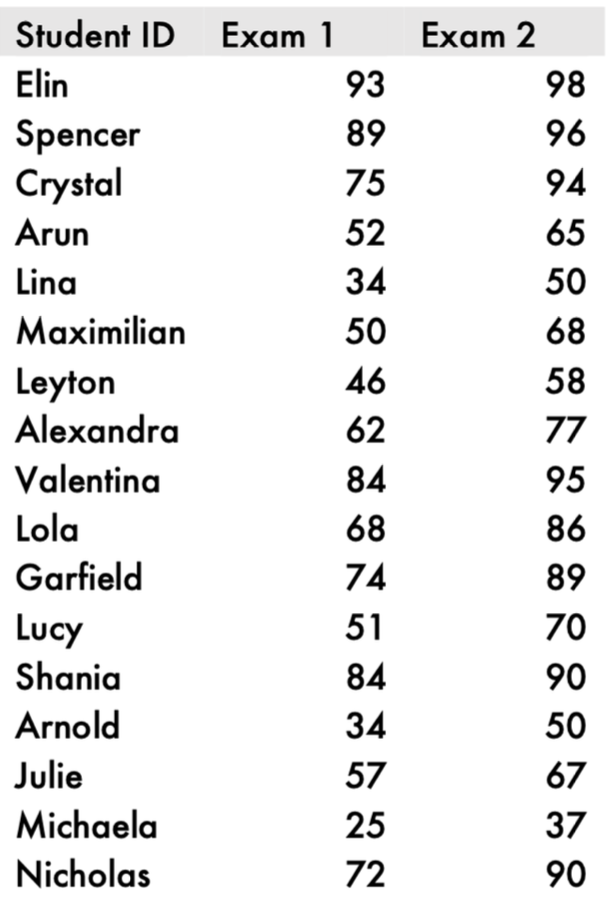 Student ID Exam 1 Exam 2
Elin 93 98
Spencer 89 96
Crystal 75 94
Arun 52 65
Lina 34 50
Maximilian 50 68
Leyton 46 58
Alexandra 62 77
Valentina 84 95
Lola 68 86
Garfield 74 89
Lucy 51 70
Shania 84 90
Arnold 34 50
Julie 57 67
Michaela 25 37
Nicholas 72 90